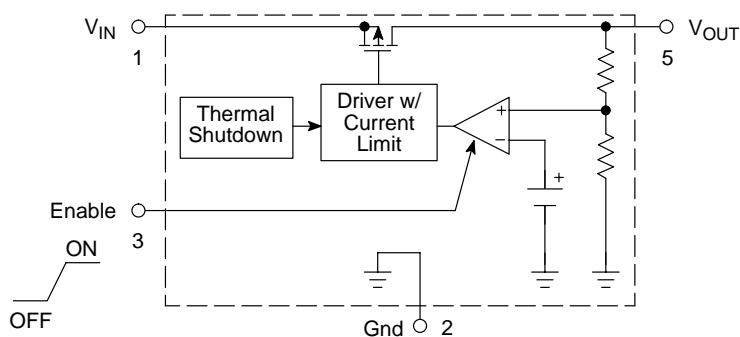 VIN
1
VOUT
5
Thermal
Shutdown
Driver w/
Current
Limit
+
−
+
Enable
3
ON
OFF
Gnd
2